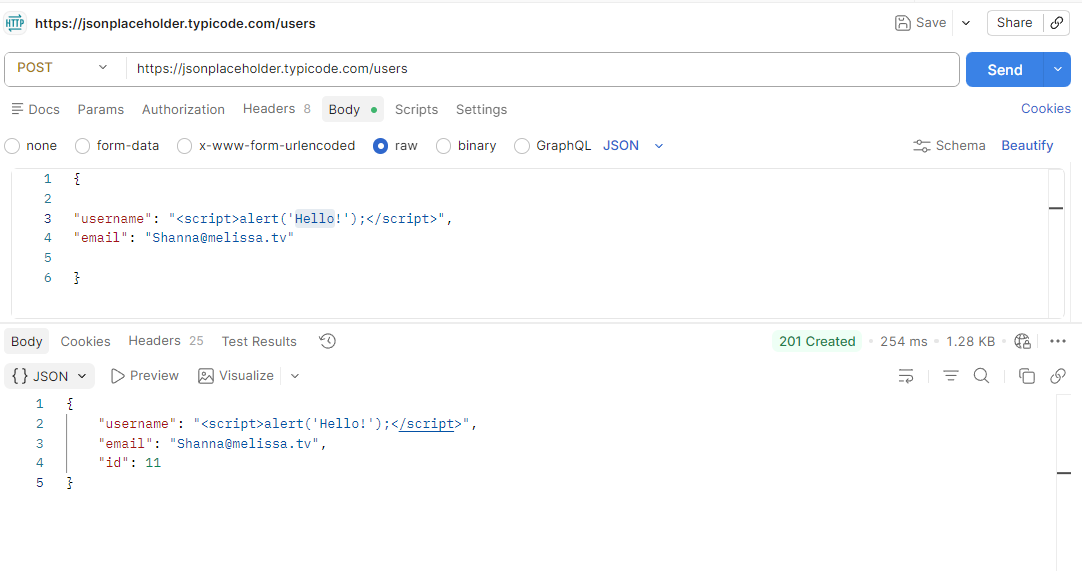 HTTP https://jsonplaceholder.typicode.com/users Save Share
POST https://jsonplaceholder.typicode.com/users Send
Docs Params Authorization Headers 8 Body Scripts Settings Cookies
none form-data x-www-form-urlencoded raw binary GraphQL JSON Schema Beautify
1 {
2
3 "username": "<script>alert('Hello!');</script>",
4 "email": "Shanna@melissa.tv"
5
6 }
Body Cookies Headers 25 Test Results 201 Created 254 ms 1.28 KB
{} JSON Preview Visualize
1 {
2 "username": "<script>alert('Hello!');</script>",
3 "email": "Shanna@melissa.tv",
4 "id": 11
5 }